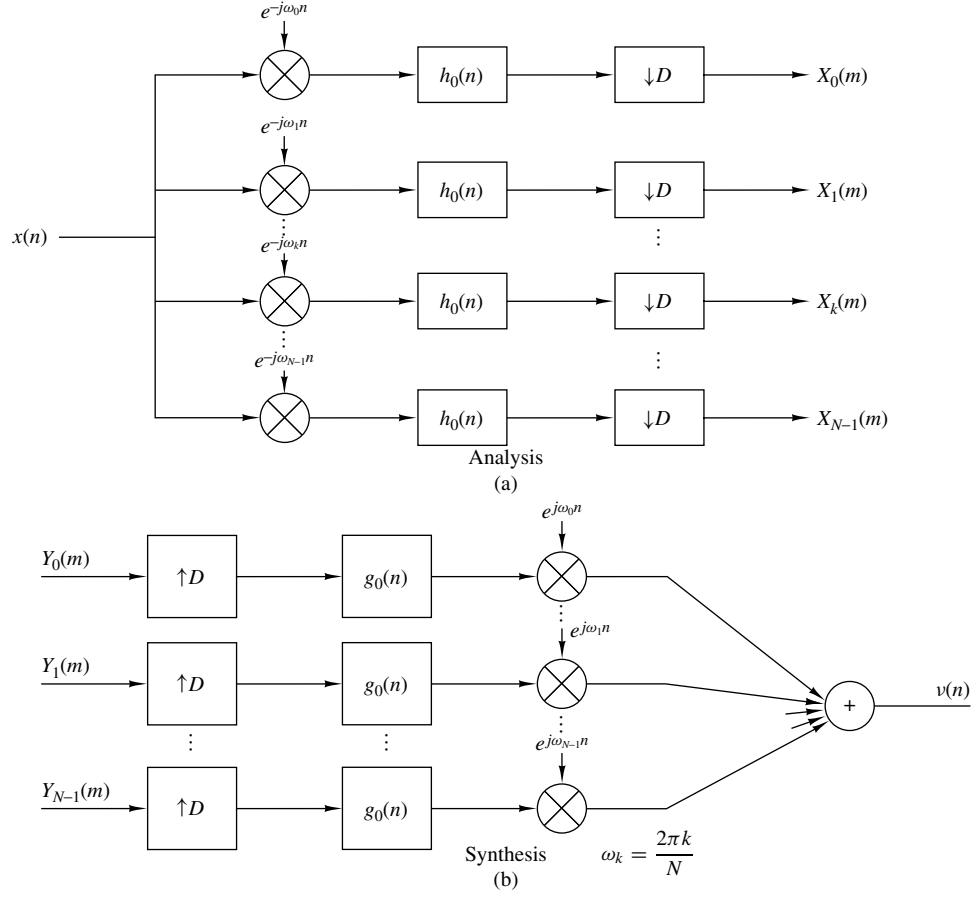 e^{-jω_0 n}
h_0(n) ↓D X_0(m)
e^{-jω_1 n}
h_0(n) ↓D X_1(m)
x(n)
e^{-jω_k n}
h_0(n) ↓D X_k(m)
e^{-jω_{N-1} n}
h_0(n) ↓D X_{N-1}(m)
Analysis
(a)
e^{jω_0 n}
Y_0(m) ↑D g_0(n)
e^{jω_1 n}
Y_1(m) ↑D g_0(n)
+ v(n)
e^{jω_{N-1} n}
Y_{N-1}(m) ↑D g_0(n)
Synthesis ω_k = 2πk/N
(b)